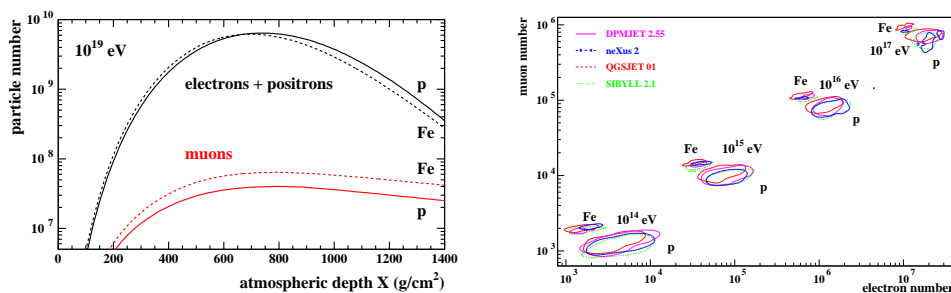 particle number
10^10
10^9
10^8
10^7
10^19 eV
electrons + positrons
p
Fe
muons
Fe
p
0 200 400 600 800 1000 1200 1400
atmospheric depth X (g/cm^2)
muon number
10^6
10^5
10^4
10^3
DPMJET 2.55
neXus 2
QGSJET 01
SIBYLL 2.1
Fe
10^17 eV
p
Fe
10^16 eV
p
Fe
10^15 eV
p
Fe
10^14 eV
p
10^3 10^4 10^5 10^6 10^7
electron number